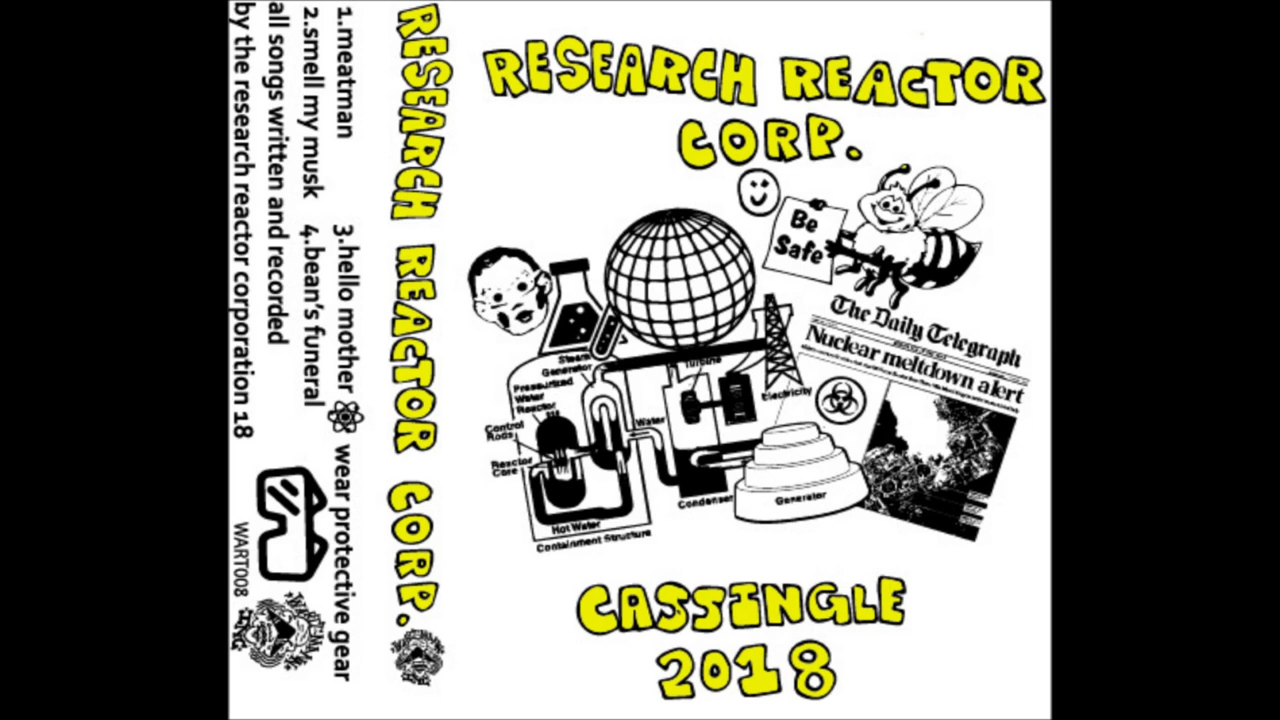 1.meatman
3.hello mother
wear protective gear
2.smell my musk
4.bean's funeral
all songs written and recorded
by the research reactor corporation 18
WART008
RESEARCH REACTOR CORP.
RESEARCH REACTOR
CORP.
Be
Safe
The Daily Telegraph
Nuclear meltdown alert
Steam
Generator
Turbine
Pressurized
Water
Reactor
Electricity
Control
Rods
Water
Reactor
Core
Condenser
Generator
Hot Water
Containment Structure
CASSINGLE
2018